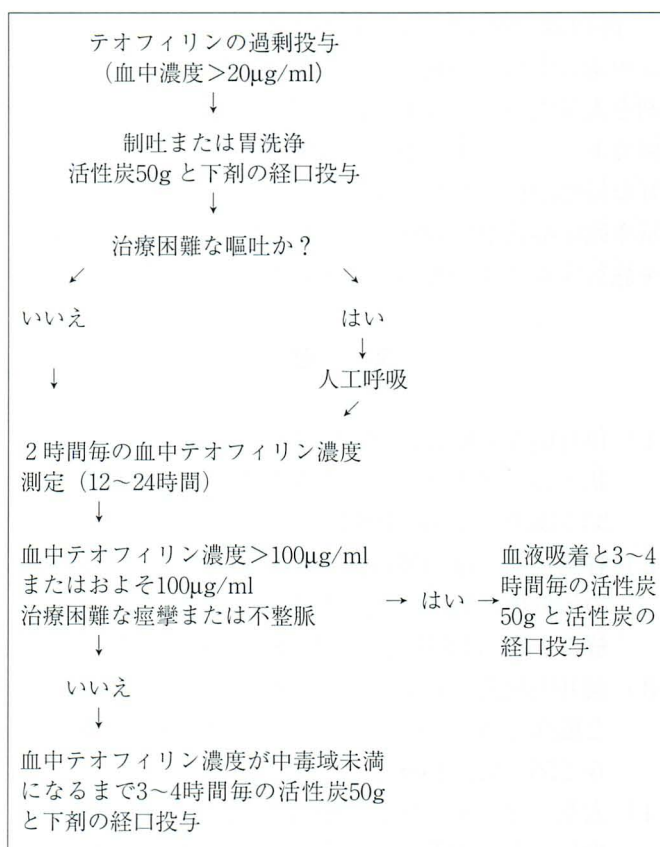 テオフィリンの過剰投与
(血中濃度＞20μg/ml)
↓
制吐または胃洗浄
活性炭50gと下剤の経口投与
↓
治療困難な嘔吐か？
↙ ↘
いいえ はい
↓
↓ 人工呼吸
↙
2時間毎の血中テオフィリン濃度
測定（12〜24時間）
↓
血中テオフィリン濃度＞100μg/ml
またはおよそ100μg/ml
治療困難な痙攣または不整脈
→ はい →
血液吸着と3〜4
時間毎の活性炭
50gと活性炭の
経口投与
↓
いいえ
↓
血中テオフィリン濃度が中毒域未満
になるまで3〜4時間毎の活性炭50g
と下剤の経口投与